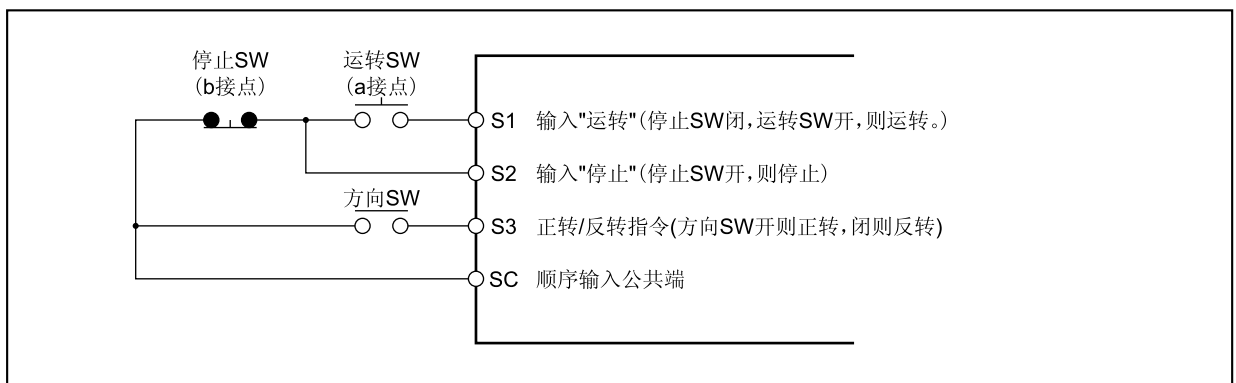 停止SW
(b接点)
运转SW
(a接点)
S1 输入"运转"(停止SW闭,运转SW开,则运转。)
S2 输入"停止"(停止SW开,则停止)
方向SW
S3 正转/反转指令(方向SW开则正转,闭则反转)
SC 顺序输入公共端